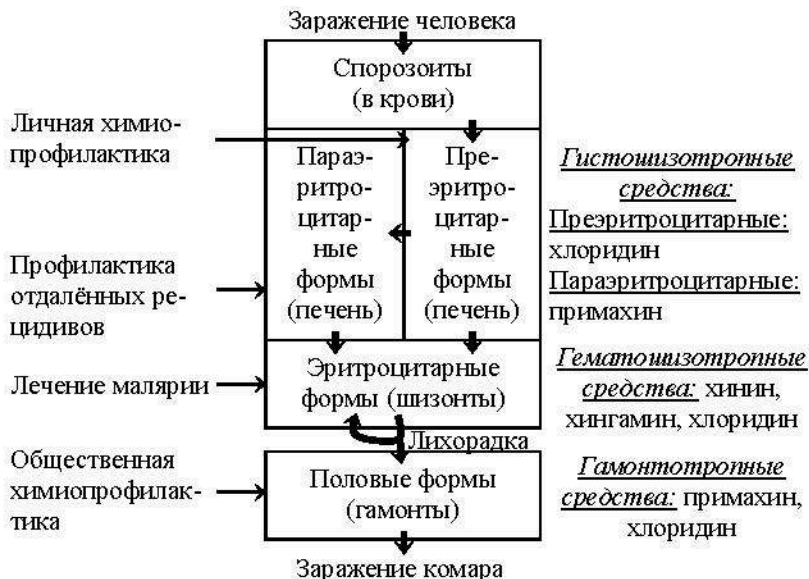 Заражение человека
Спорозоиты
(в крови)
Личная химио-
профилактика
Параэ-
ритро-
цитар-
ные
формы
(печень)
Пре-
эритро-
цитар-
ные
формы
(печень)
Гистошизотропные
средства:
Преэритроцитарные:
хлоридин
Параэритроцитарные:
примахин
Профилактика
отдалённых ре-
цидивов
Лечение малярии
Эритроцитарные
формы (шизонты)
Гематошизотропные
средства: хинин,
хингамин, хлоридин
Лихорадка
Общественная
химиопрофилак-
тика
Половые формы
(гамонты)
Гамонтотропные
средства: примахин,
хлоридин
Заражение комара